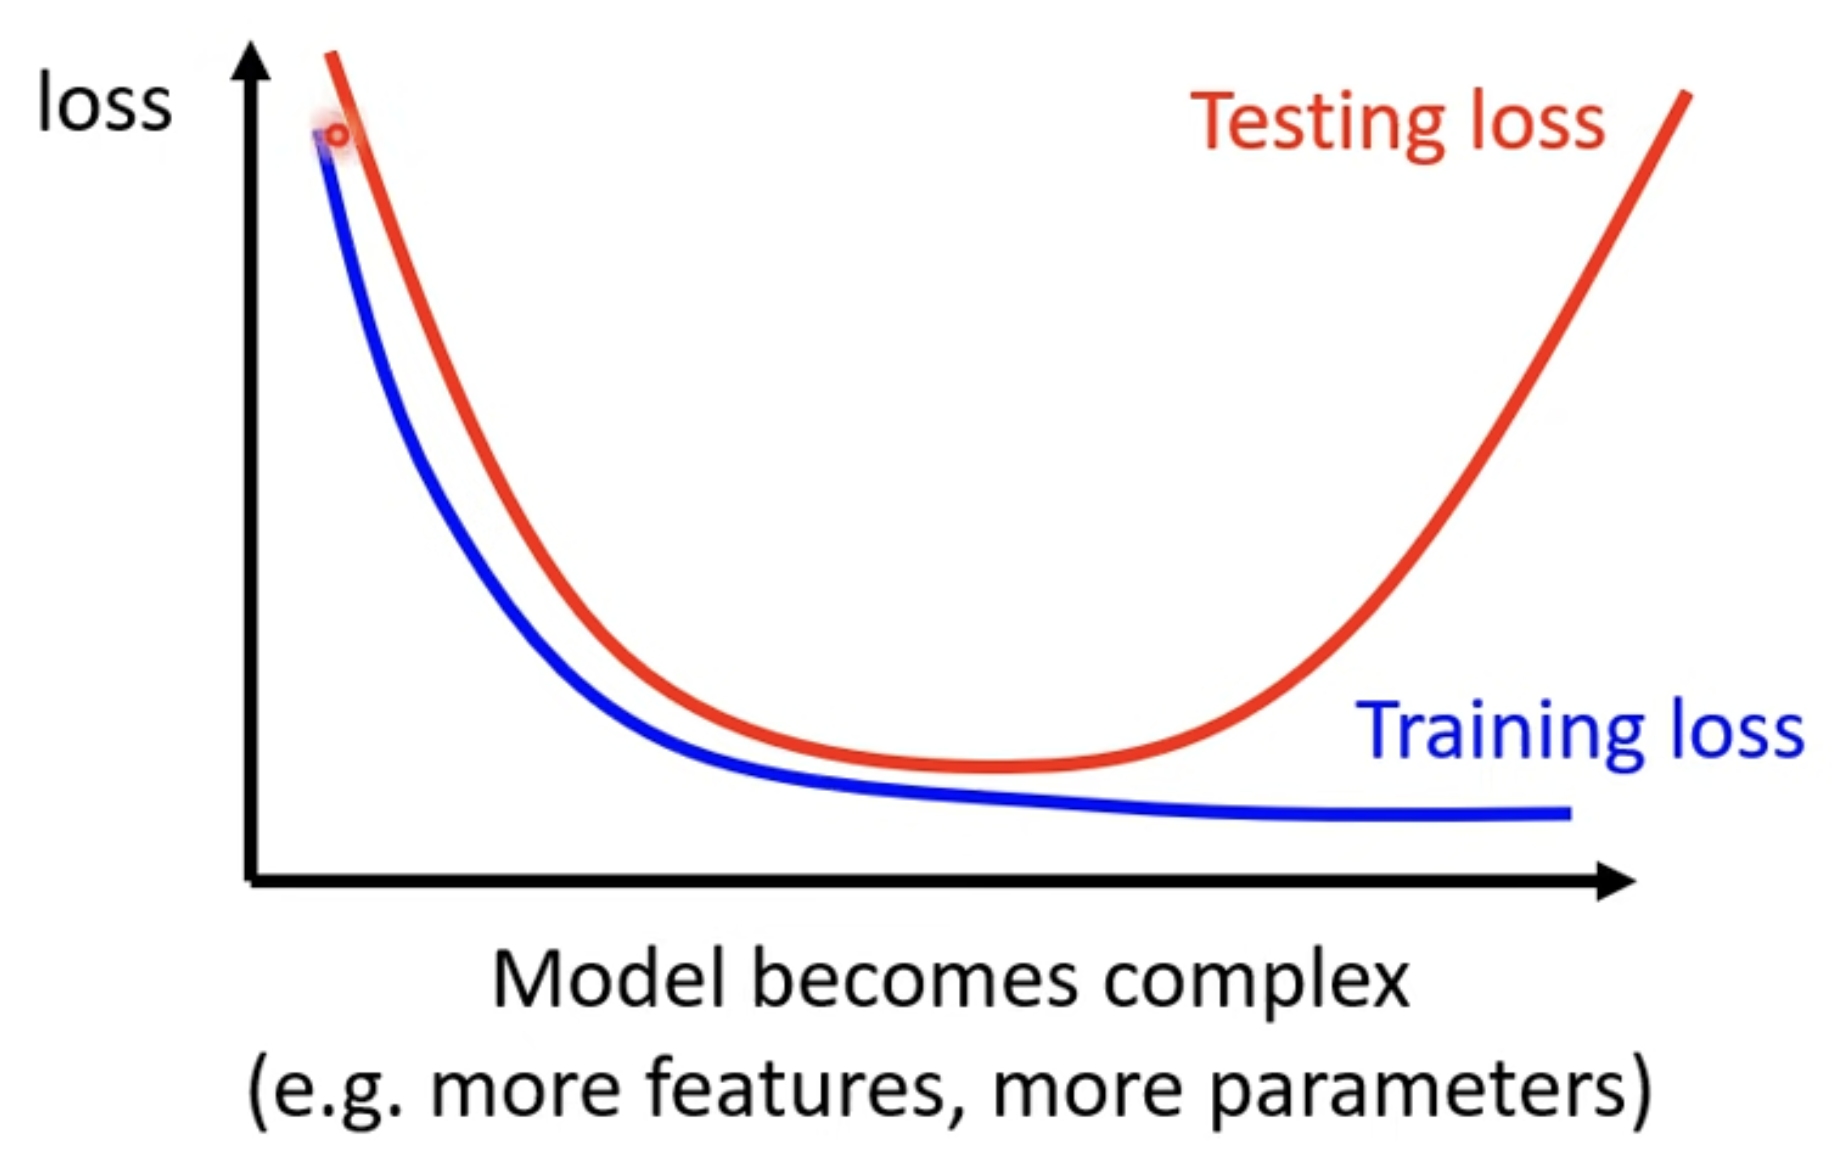 loss
Testing loss
Training loss
Model becomes complex
(e.g. more features, more parameters)